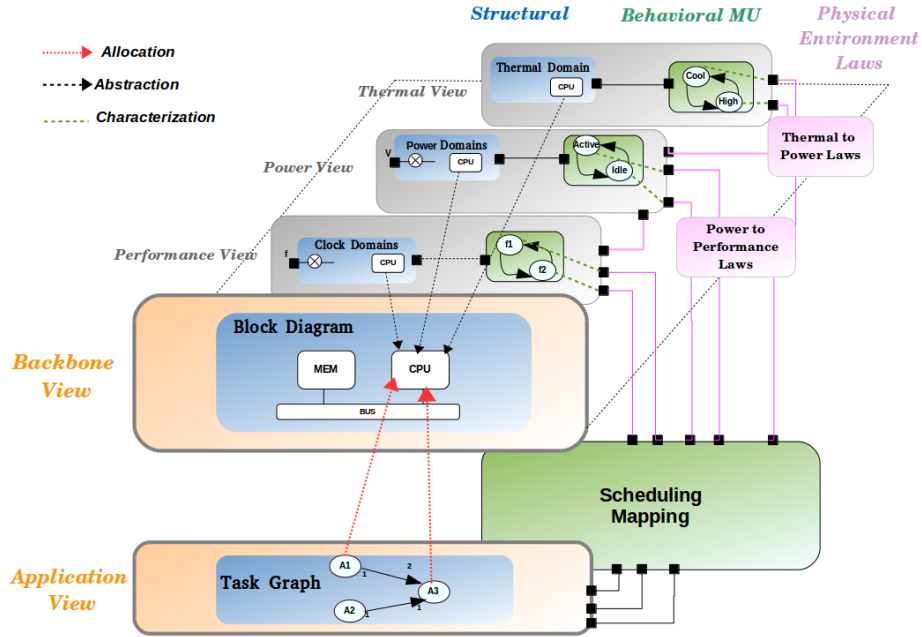 Structural
Behavioral MU
Physical
Environment
Laws
Allocation
Abstraction
Characterization
Thermal View
Thermal Domain
CPU
Cool
High
Thermal to
Power Laws
Power View
V
Power Domains
CPU
Active
Idle
Power to
Performance
Laws
Performance View
f
Clock Domains
CPU
f1
f2
Backbone
View
Block Diagram
MEM
CPU
BUS
Scheduling
Mapping
Application
View
Task Graph
A1
1
2
A3
A2
1
1